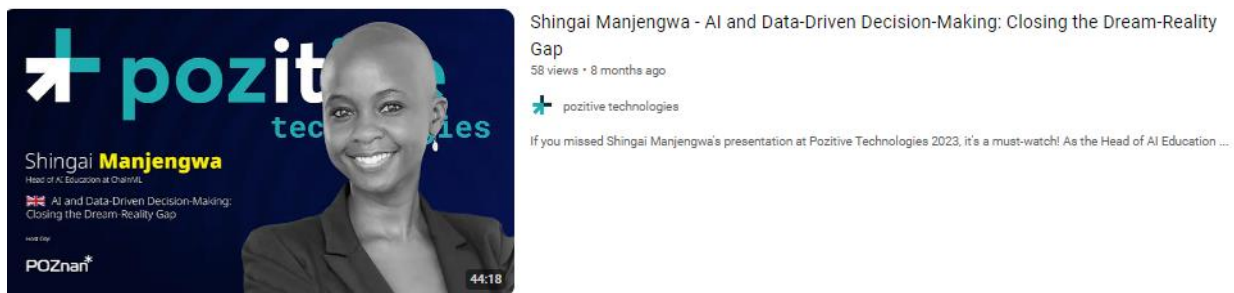 pozitive
technologies
Shingai Manjengwa
Head of AI Education at ChainML
AI and Data-Driven Decision-Making:
Closing the Dream-Reality Gap
Host City:
POZnan*
44:18
Shingai Manjengwa - AI and Data-Driven Decision-Making: Closing the Dream-Reality
Gap
58 views • 8 months ago
pozitive technologies
If you missed Shingai Manjengwa's presentation at Pozitive Technologies 2023, it's a must-watch! As the Head of AI Education ...